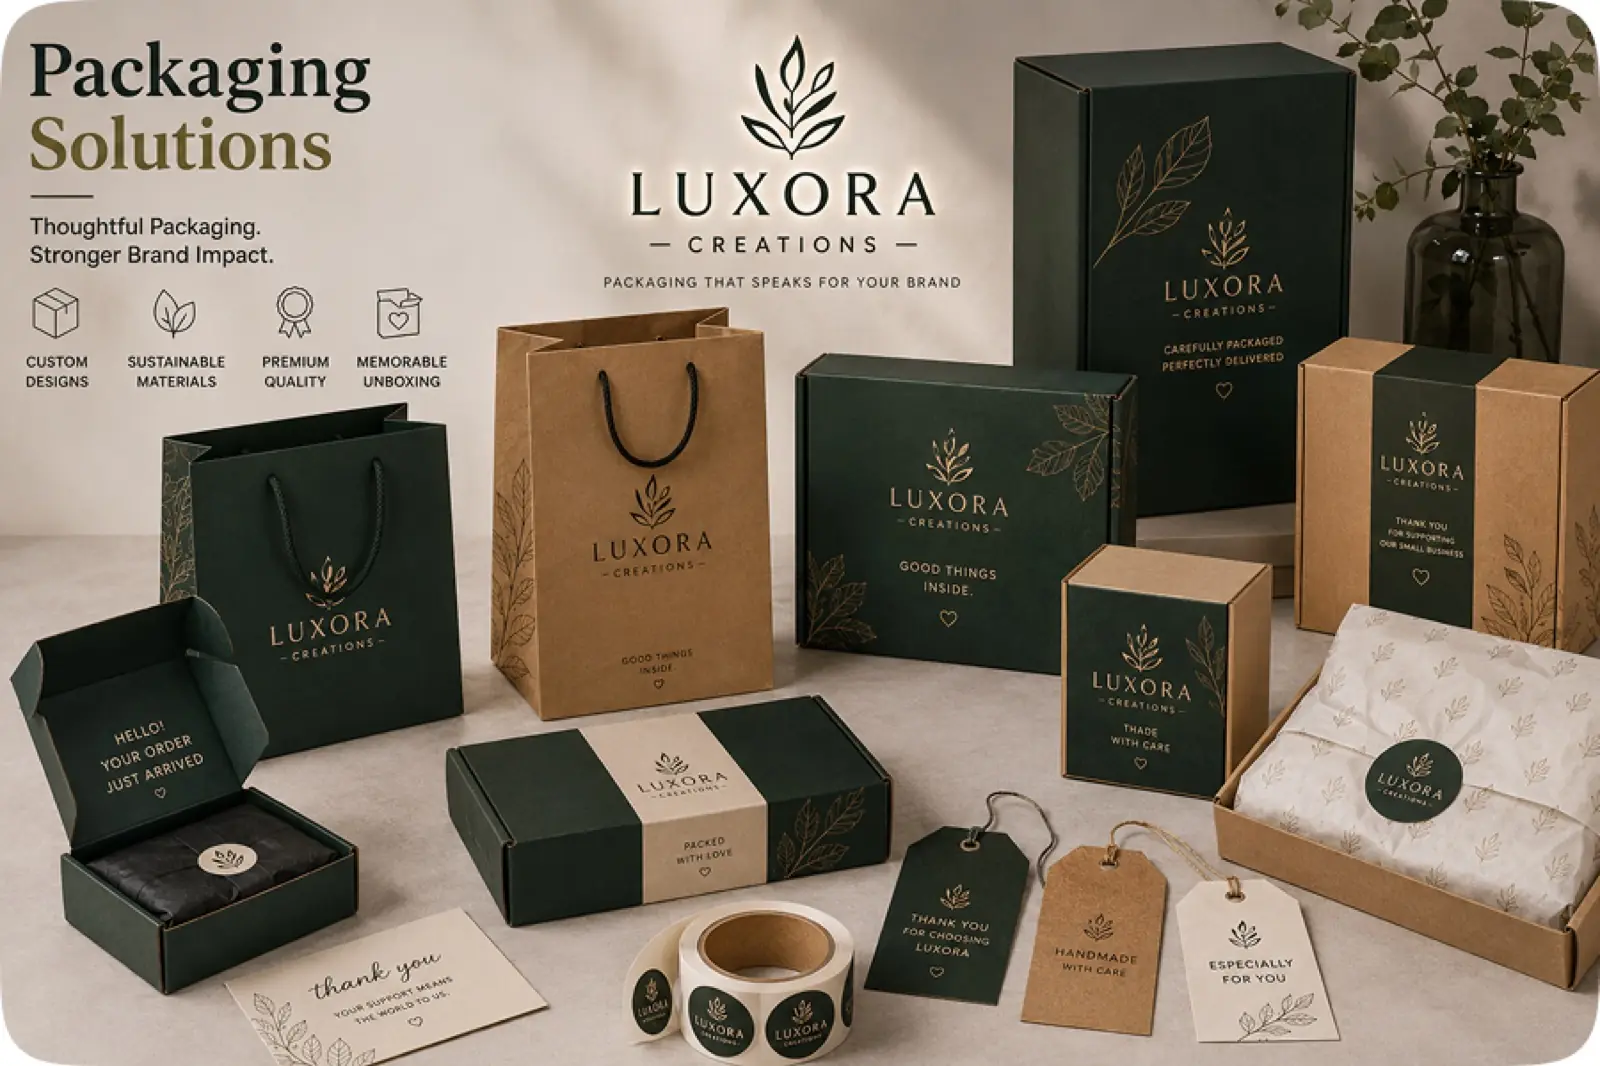 Packaging
Solutions
Thoughtful Packaging.
Stronger Brand Impact.
CUSTOM
DESIGNS
SUSTAINABLE
MATERIALS
PREMIUM
QUALITY
MEMORABLE
UNBOXING
LUXORA
— CREATIONS —
PACKAGING THAT SPEAKS FOR YOUR BRAND
LUXORA
– CREATIONS –
CAREFULLY PACKAGED
PERFECTLY DELIVERED
LUXORA
– CREATIONS –
LUXORA
– CREATIONS –
GOOD THINGS
INSIDE.
LUXORA
– CREATIONS –
GOOD THINGS
INSIDE.
LUXORA
– CREATIONS –
THANK YOU
FOR SUPPORTING
OUR SMALL BUSINESS
HELLO!
YOUR ORDER
JUST ARRIVED
LUXORA
– CREATIONS –
PACKED
WITH LOVE
LUXORA
– CREATIONS –
THADE
WITH CARE
LUXORA
– CREATIONS –
thank you
YOUR SUPPORT MEANS
THE WORLD TO US.
LUXORA
LUXORA
CREATIONS
LUXORA
CREATIONS
THANK YOU
FOR CHOOSING
LUXORA
HANDMADE
WITH CARE
ESPECIALLY
FOR YOU